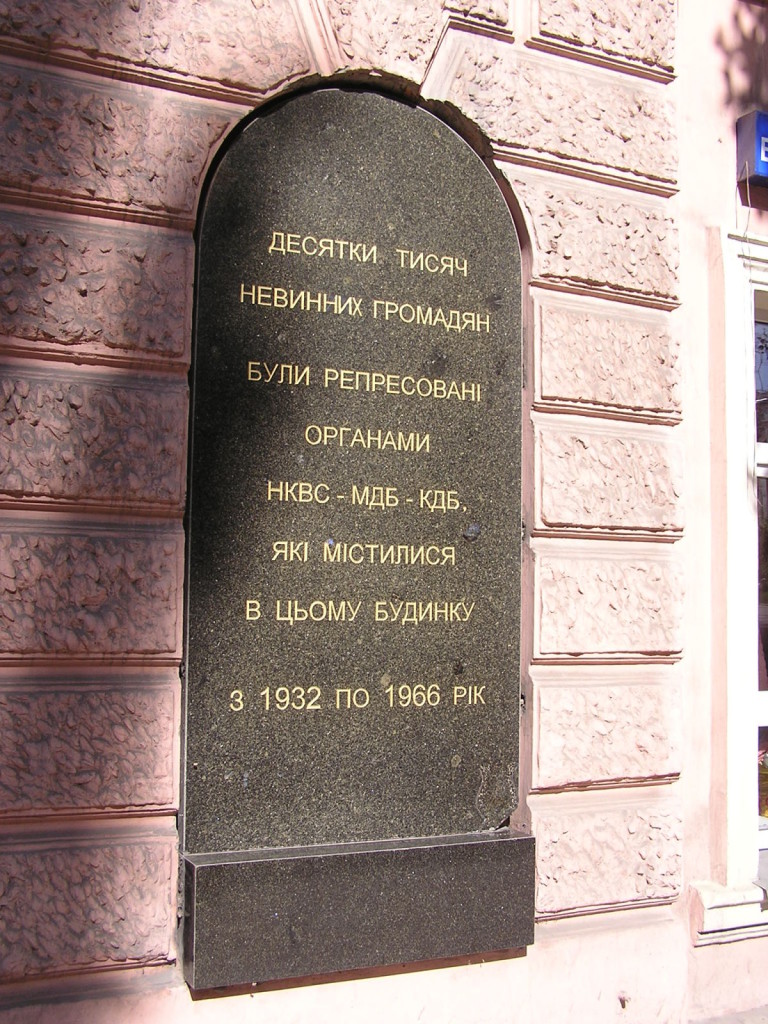 ДЕСЯТКИ ТИСЯЧ
НЕВИННИХ ГРОМАДЯН
БУЛИ РЕПРЕСОВАНІ
ОРГАНАМИ
НКВС - МДБ - КДБ,
ЯКІ МІСТИЛИСЯ
В ЦЬОМУ БУДИНКУ
З 1932 ПО 1966 РІК